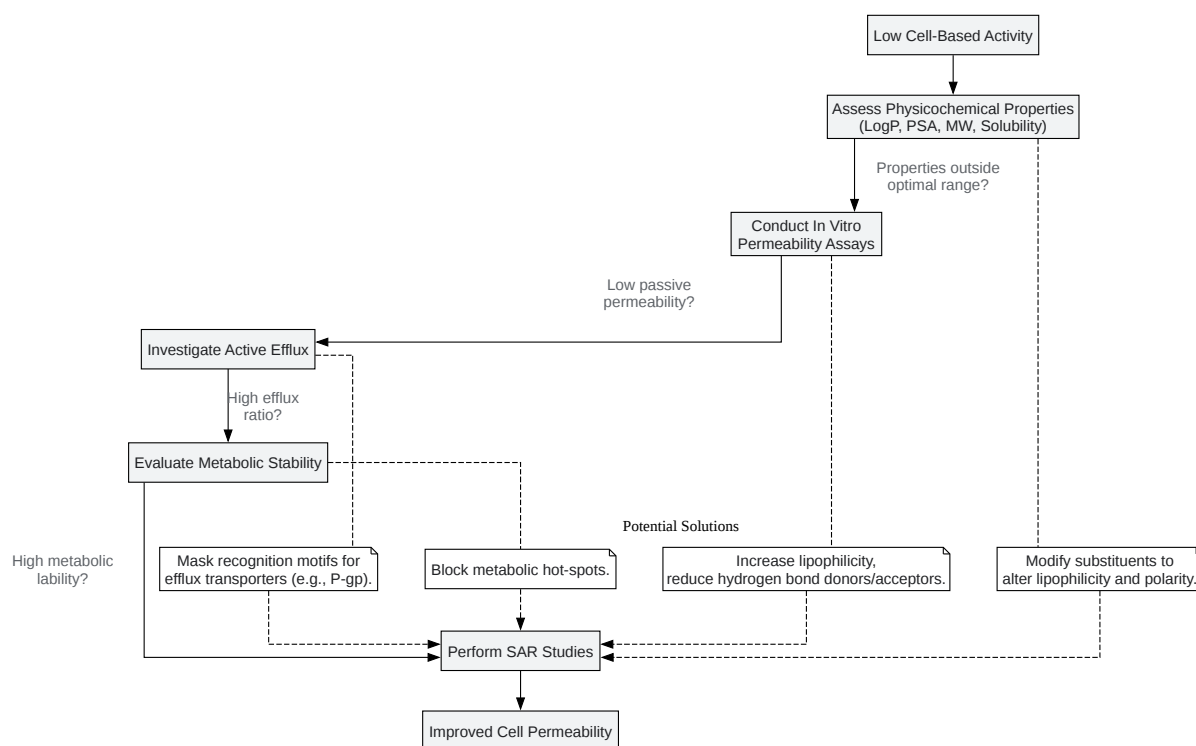 Low Cell-Based Activity
Assess Physicochemical Properties
(LogP, PSA, MW, Solubility)
Properties outside
optimal range?
Conduct In Vitro
Permeability Assays
Low passive
permeability?
Investigate Active Efflux
High efflux
ratio?
Evaluate Metabolic Stability
Potential Solutions
High metabolic
lability?
Mask recognition motifs for
efflux transporters (e.g., P-gp).
Block metabolic hot-spots.
Increase lipophilicity,
reduce hydrogen bond donors/acceptors.
Modify substituents to
alter lipophilicity and polarity.
Perform SAR Studies
Improved Cell Permeability